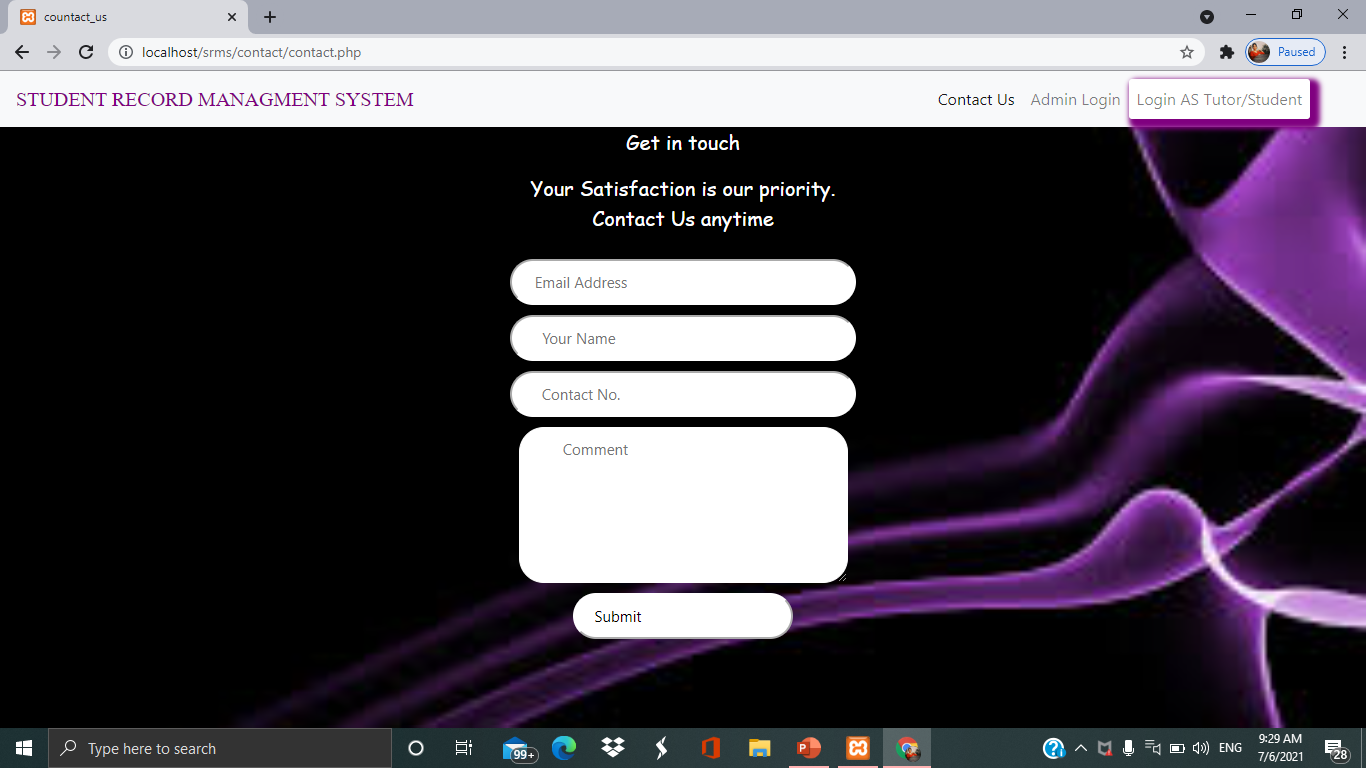 countact_us
localhost/srms/contact/contact.php
Paused
STUDENT RECORD MANAGMENT SYSTEM
Contact Us
Admin Login
Login AS Tutor/Student
Get in touch
Your Satisfaction is our priority.
Contact Us anytime
Email Address
Your Name
Contact No.
Comment
Submit
Type here to search
99+
ENG
9:29 AM
7/6/2021
28